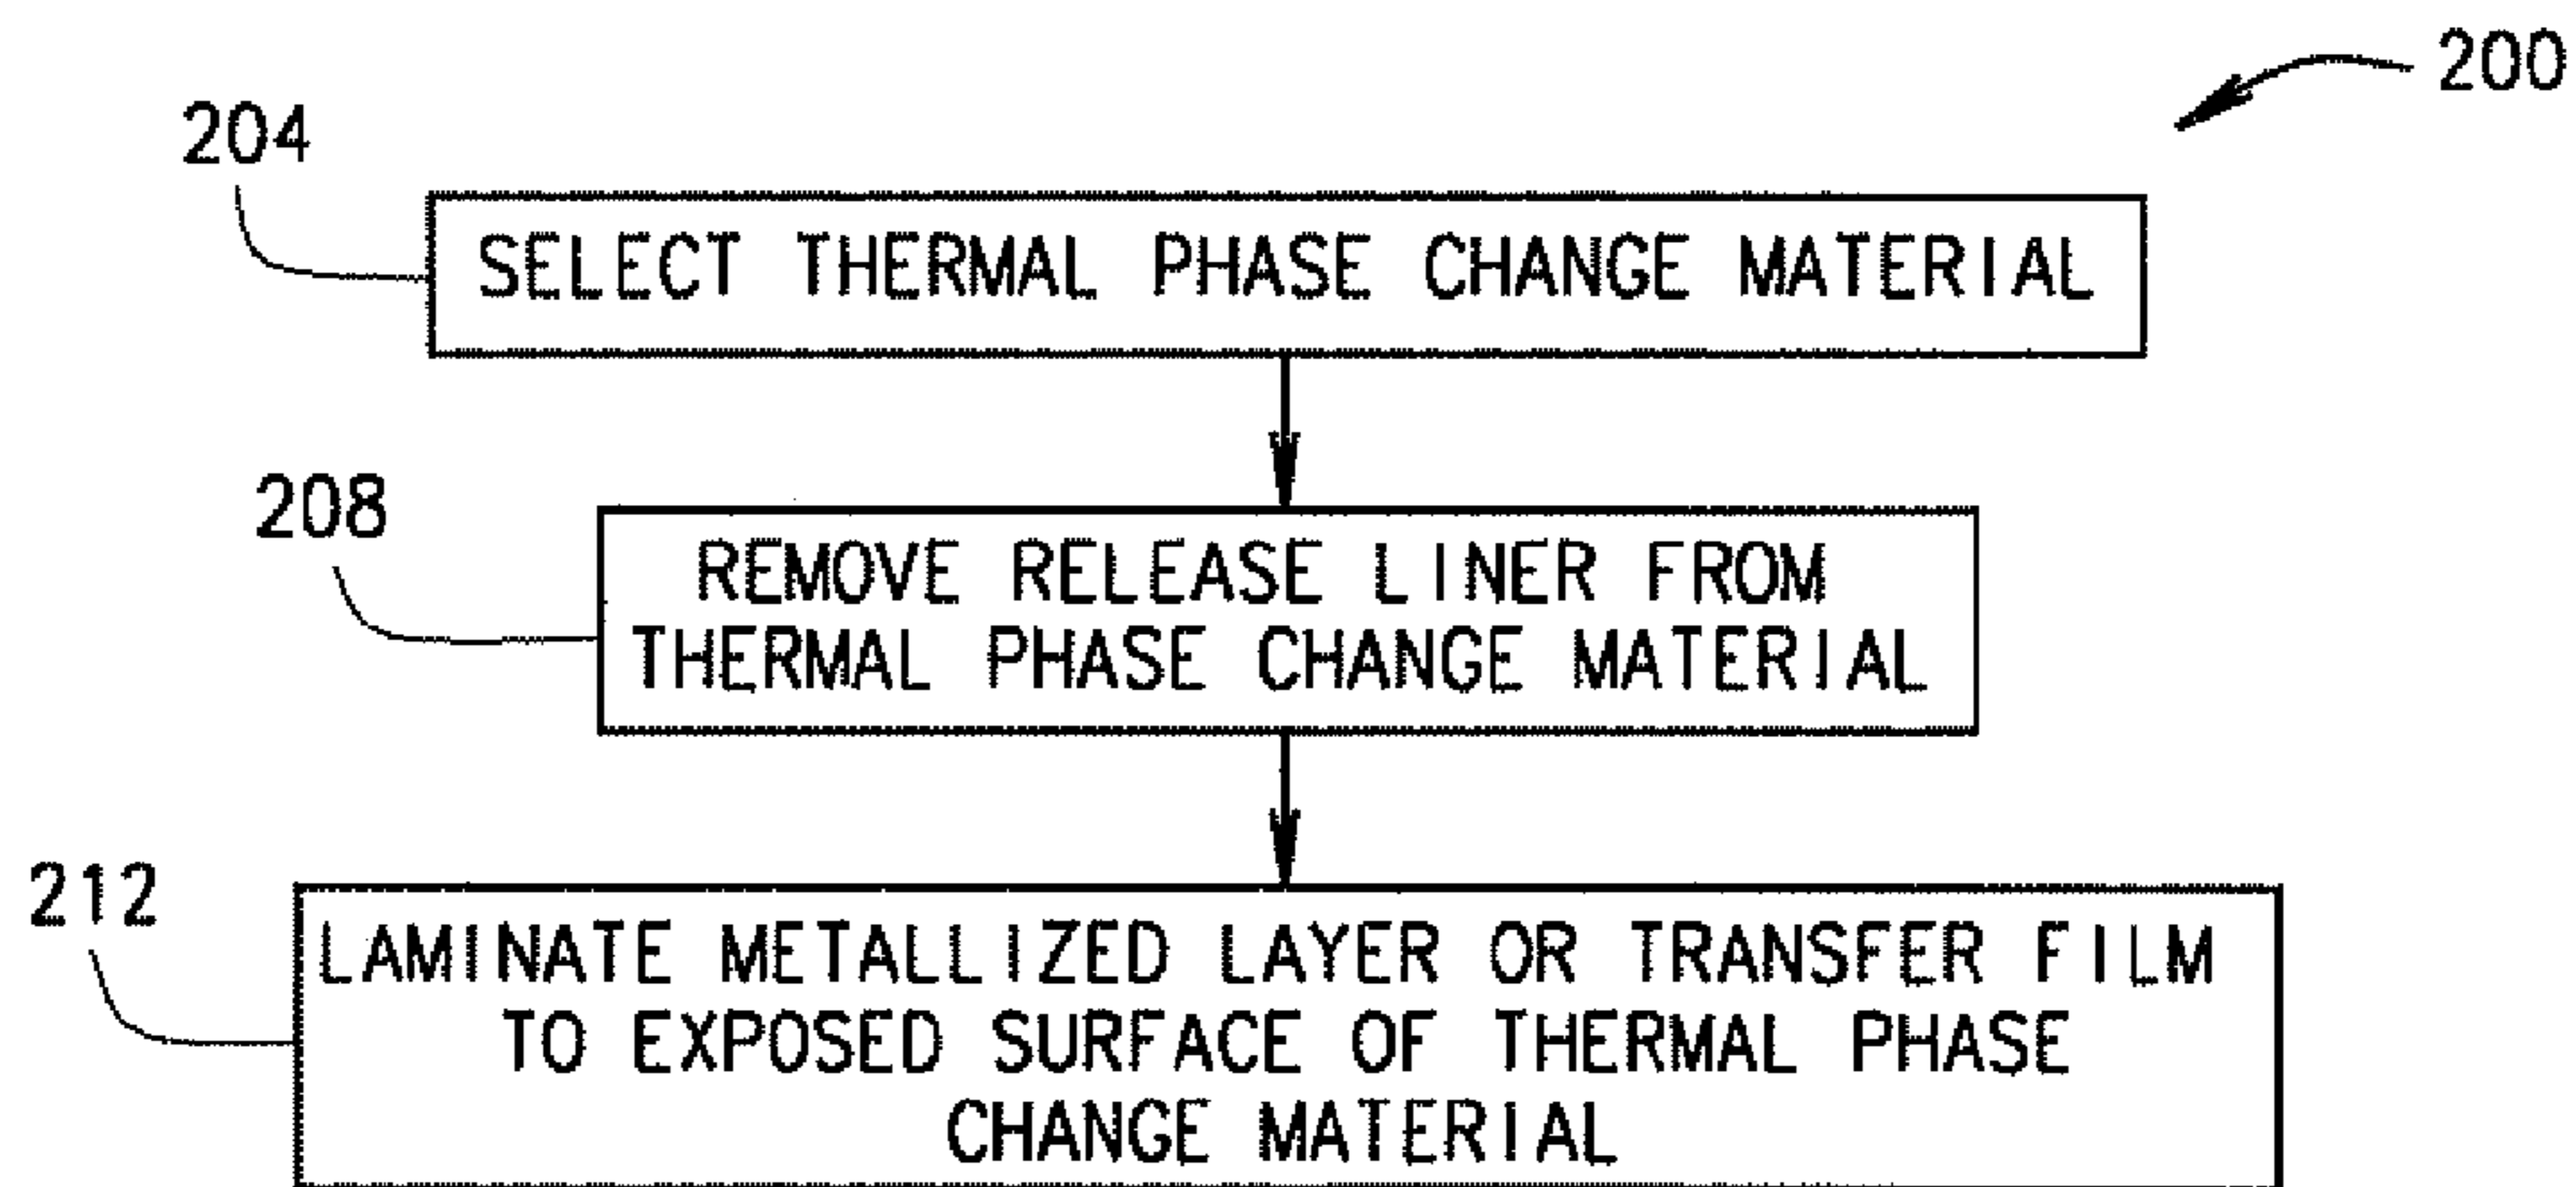 200
204
SELECT THERMAL PHASE CHANGE MATERIAL
208
REMOVE RELEASE LINER FROM
THERMAL PHASE CHANGE MATERIAL
212
LAMINATE METALLIZED LAYER OR TRANSFER FILM
TO EXPOSED SURFACE OF THERMAL PHASE
CHANGE MATERIAL